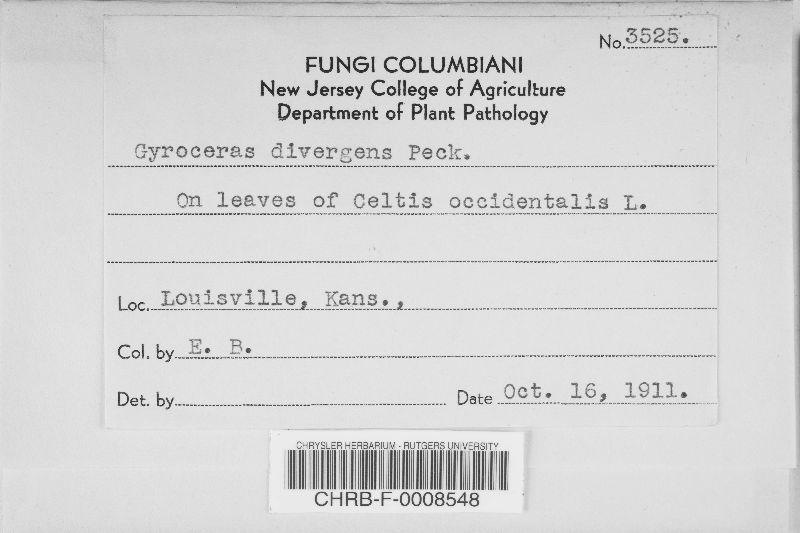 No. 3525.
FUNGI COLUMBIANI
New Jersey College of Agriculture
Department of Plant Pathology
Gyroceras divergens Peck.
On leaves of Celtis occidentalis L.
Loc. Louisville, Kans.,
Col. by E. B.
Det. by
Date Oct. 16, 1911.
CHRYSLER HERBARIUM - RUTGERS UNIVERSITY
CHRB-F-0008548